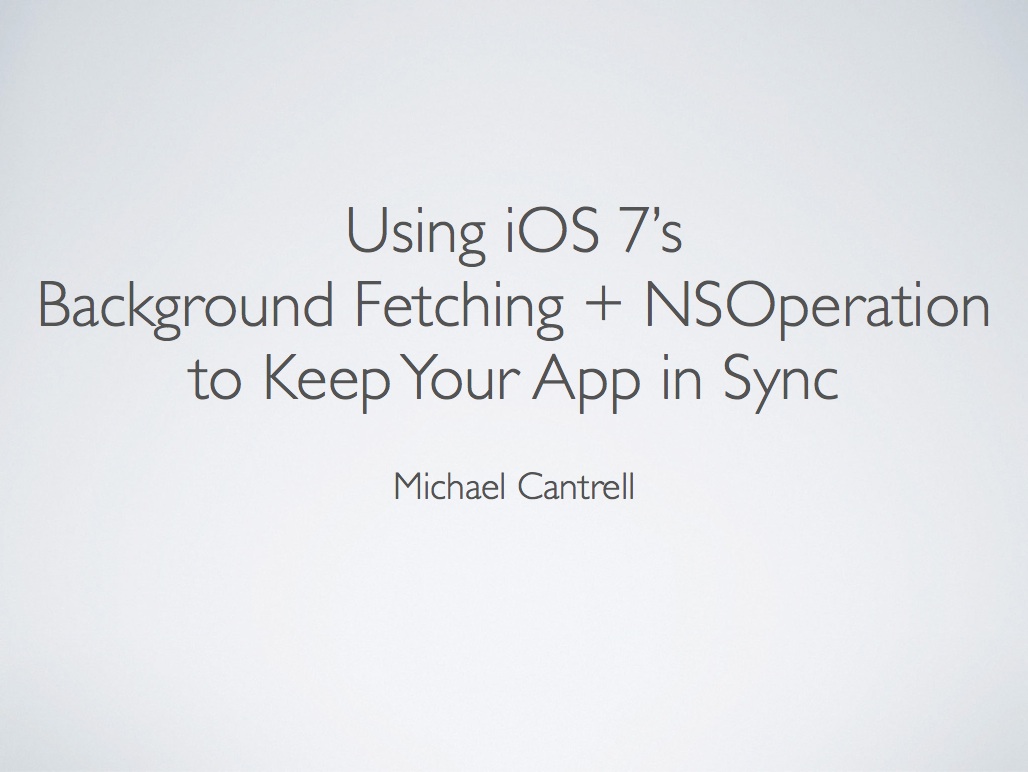 Using iOS 7’s
Background Fetching + NSOperation
to Keep Your App in Sync
Michael Cantrell